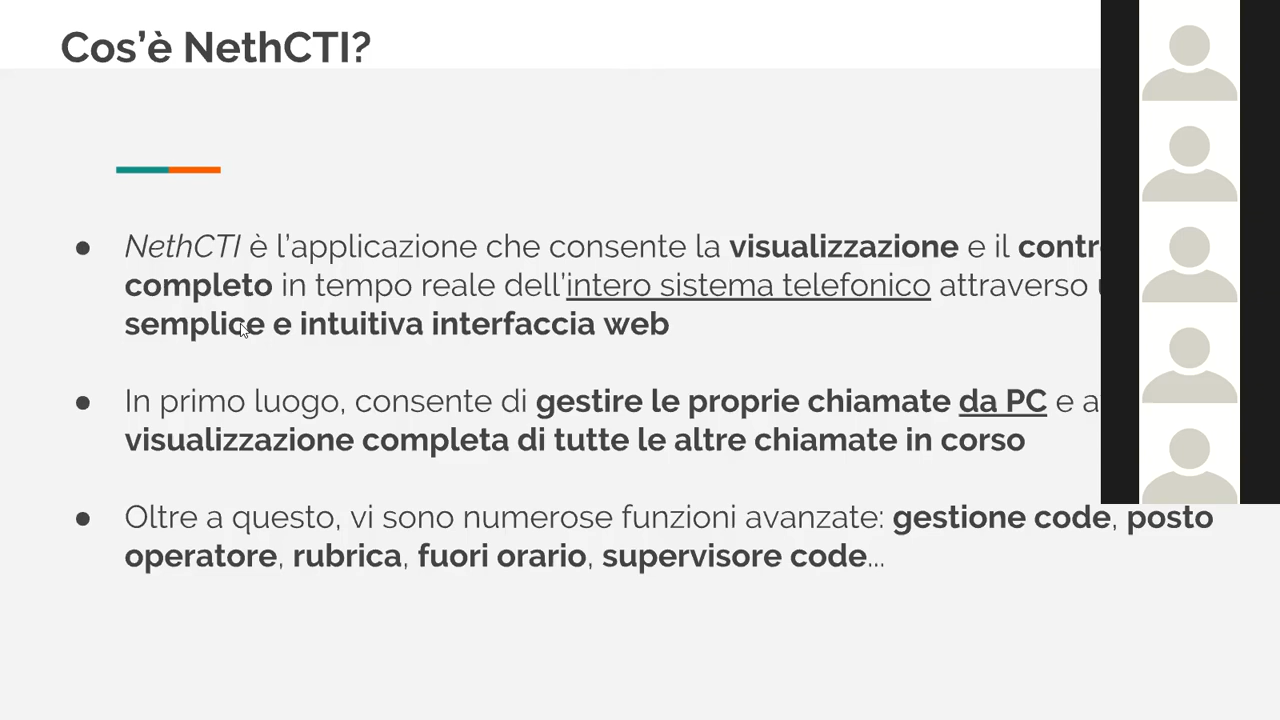 Cos'è NethCTI?
● NethCTI è l'applicazione che consente la visualizzazione e il
completo in tempo reale dell'intero sistema telefonico attraverso
semplice e intuitiva interfaccia web
● In primo luogo, consente di gestire le proprie chiamate da PC e
visualizzazione completa di tutte le altre chiamate in corso
● Oltre a questo, vi sono numerose funzioni avanzate: gestione code, posto
operatore, rubrica, fuori orario, supervisore code...